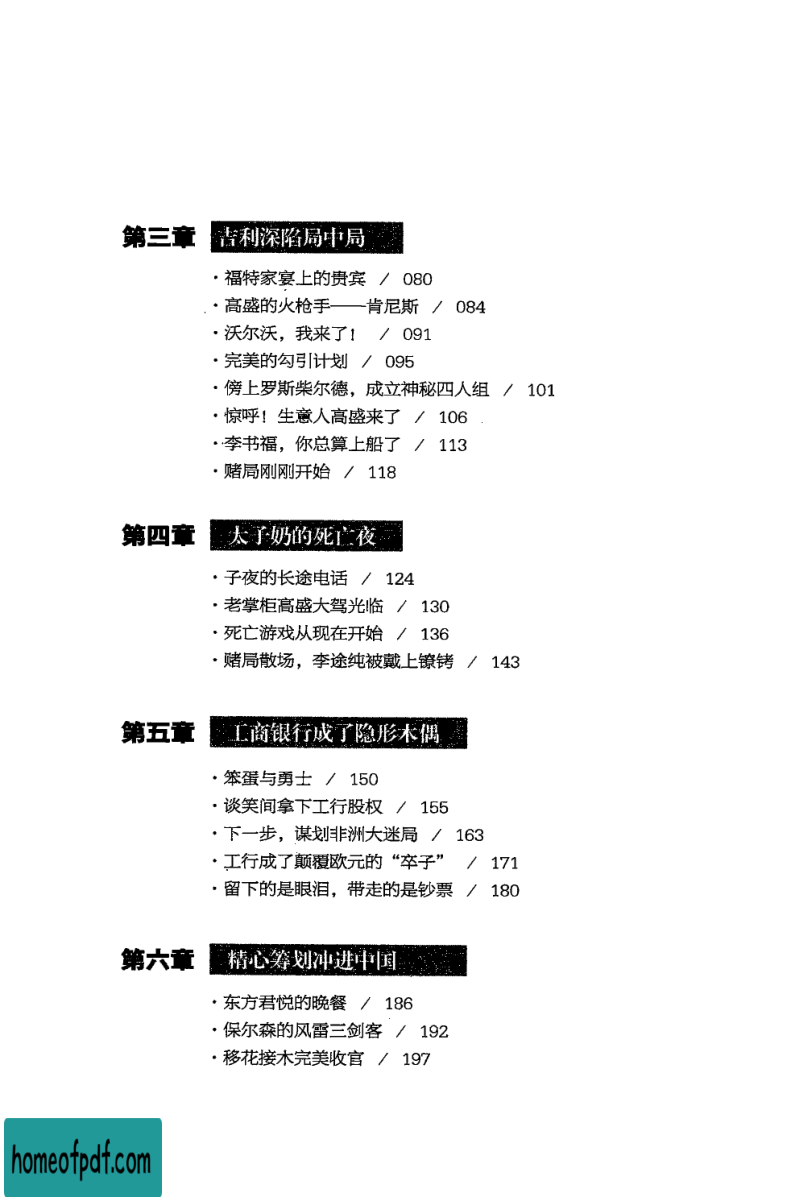 第三章 吉利深陷局中局
·福特家宴上的贵宾 / 080
·高盛的火枪手——肯尼斯 / 084
·沃尔沃，我来了！ / 091
·完美的勾引计划 / 095
·傍上罗斯柴尔德，成立神秘四人组 / 101
·惊呼！生意人高盛来了 / 106
·李书福，你总算上船了 / 113
·赌局刚刚开始 / 118
第四章 太子奶的死亡夜
·子夜的长途电话 / 124
·老掌柜高盛大驾光临 / 130
·死亡游戏从现在开始 / 136
·赌局散场，李途纯被戴上镣铐 / 143
第五章 工商银行成了隐形木偶
·笨蛋与勇士 / 150
·谈笑间拿下工行股权 / 155
·下一步，谋划非洲大迷局 / 163
·工行成了颠覆欧元的“卒子” / 171
·留下的是眼泪，带走的是钞票 / 180
第六章 精心筹划冲进中国
·东方君悦的晚餐 / 186
·保尔森的风雷三剑客 / 192
·移花接木完美收官 / 197
homeofpdf.com